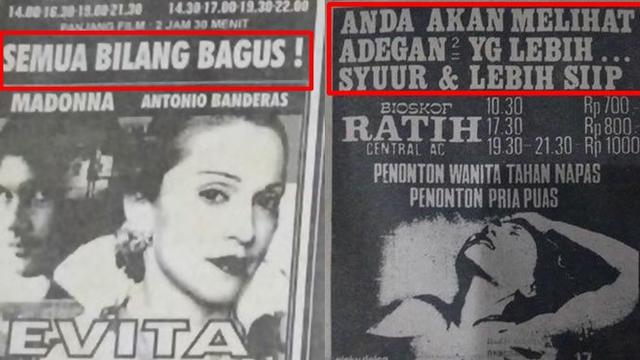 14.00-16.30-19.00-21.30 14.30-17.00-19.30-22.00
PANJANG FILM : 2 JAM 30 MENIT
SEMUA BILANG BAGUS !
MADONNA ANTONIO BANDERAS
EVITA
ANDA AKAN MELIHAT
ADEGAN 2 = YG LEBIH ...
SYUUR & LEBIH SIIP
BIOSKOP 10.30 Rp 700
RATIH 17.30 Rp 800
CENTRAL AC 19.30 - 21.30 - Rp 1000
PENONTON WANITA TAHAN NAPAS
PENONTON PRIA PUAS
17